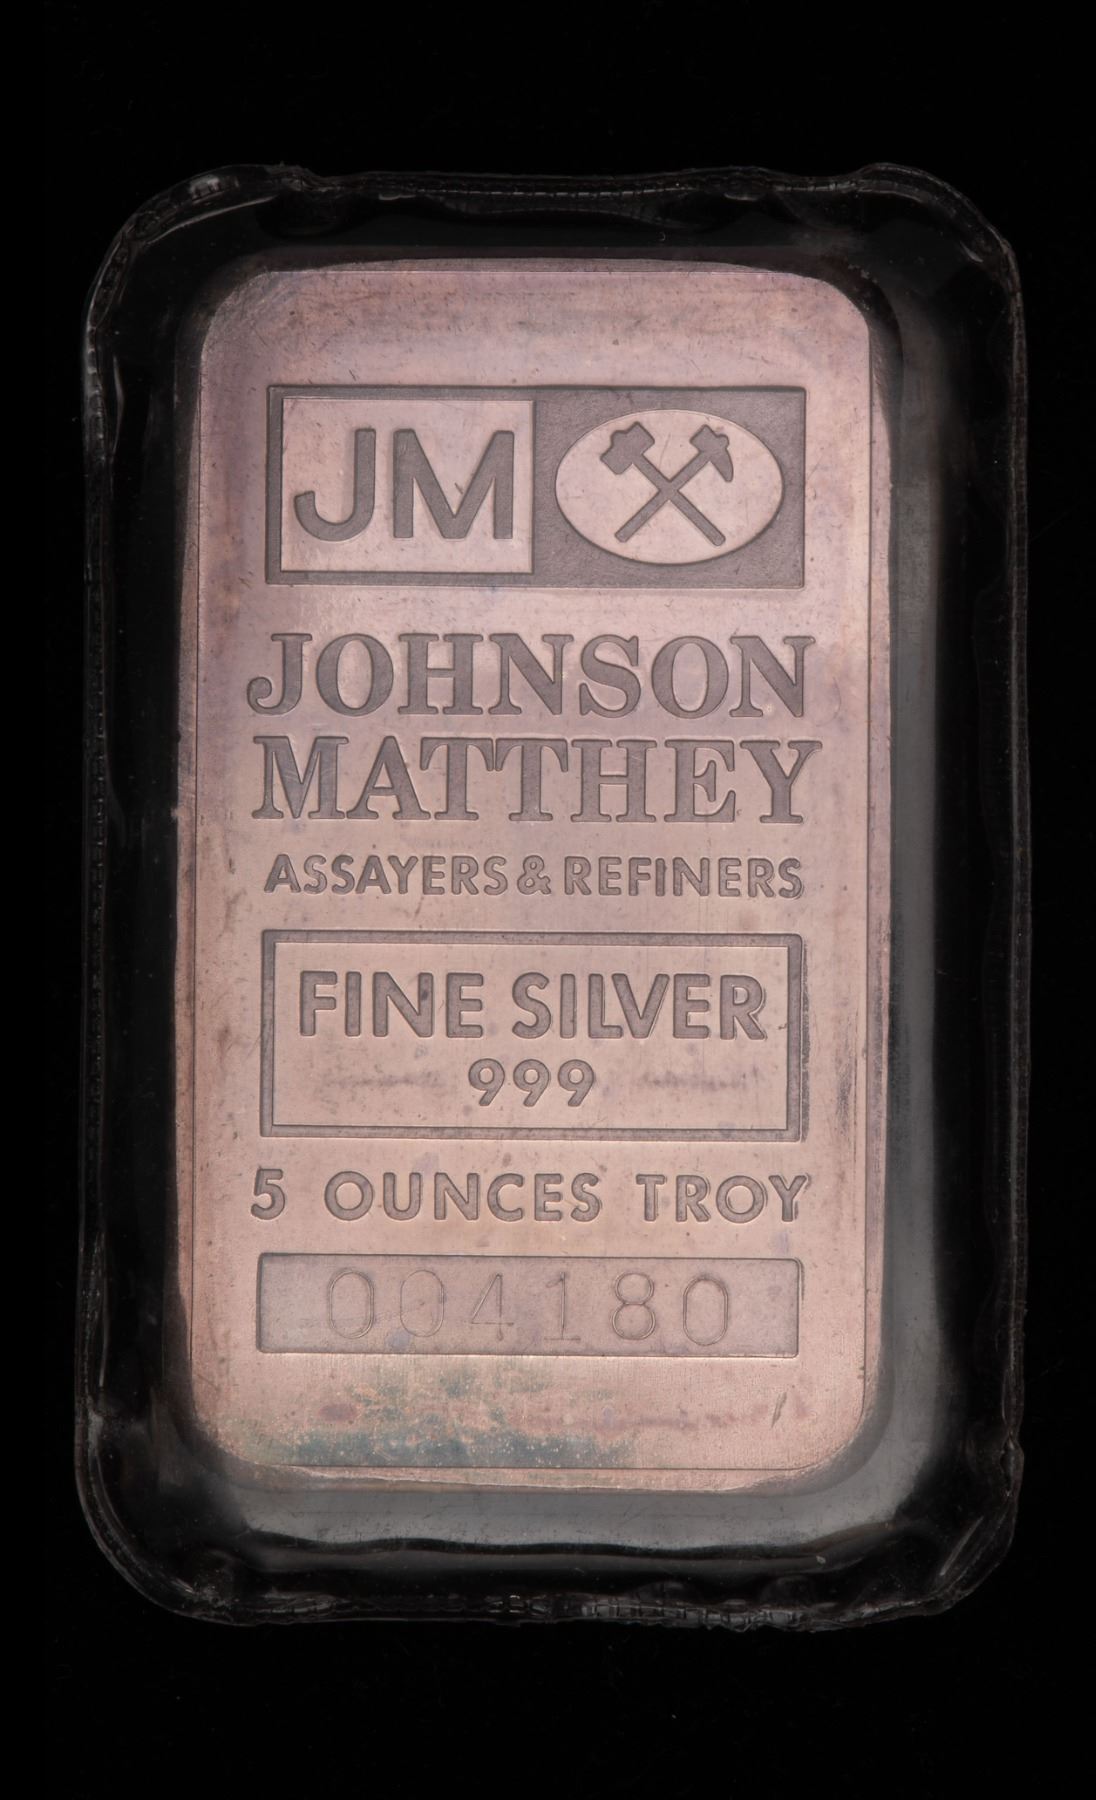 JM
JOHNSON
MATTHEY
ASSAYERS & REFINERS
FINE SILVER
999
5 OUNCES TROY
004180